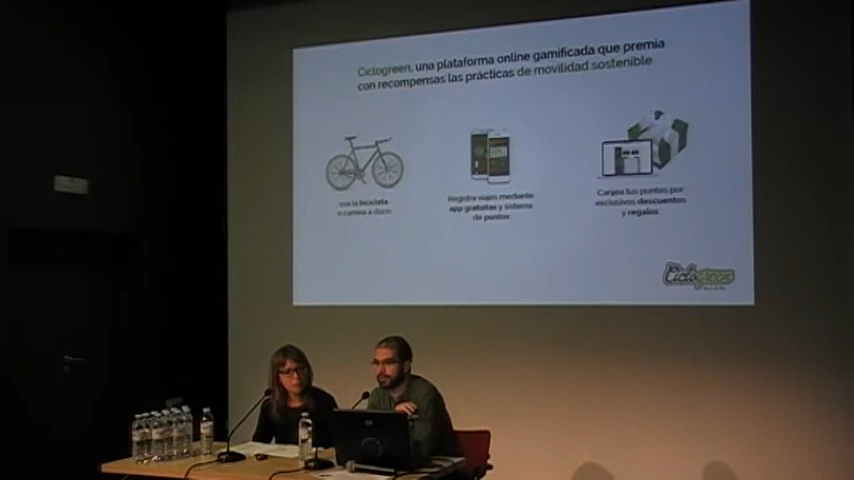 Ciclogreen, una plataforma online gamificada que premia
con recompensas las prácticas de movilidad sostenible
Usa la bicicleta
o camina a diario
Registra viajes mediante
app gratuitas y sistema
de puntos
Canjea tus puntos por
exclusivos descuentos
y regalos
Ciclogreen